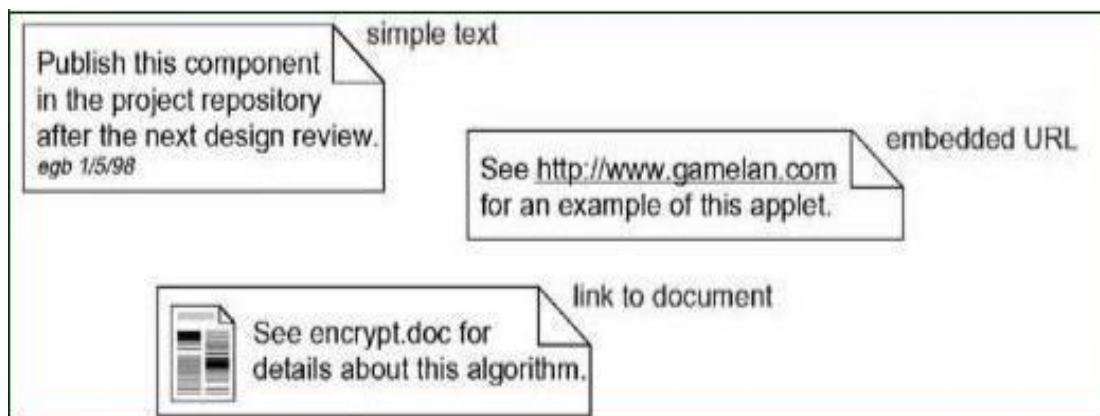 simple text
Publish this component
in the project repository
after the next design review.
egb 1/5/98
embedded URL
See http://www.gamelan.com
for an example of this applet.
link to document
See encrypt.doc for
details about this algorithm.